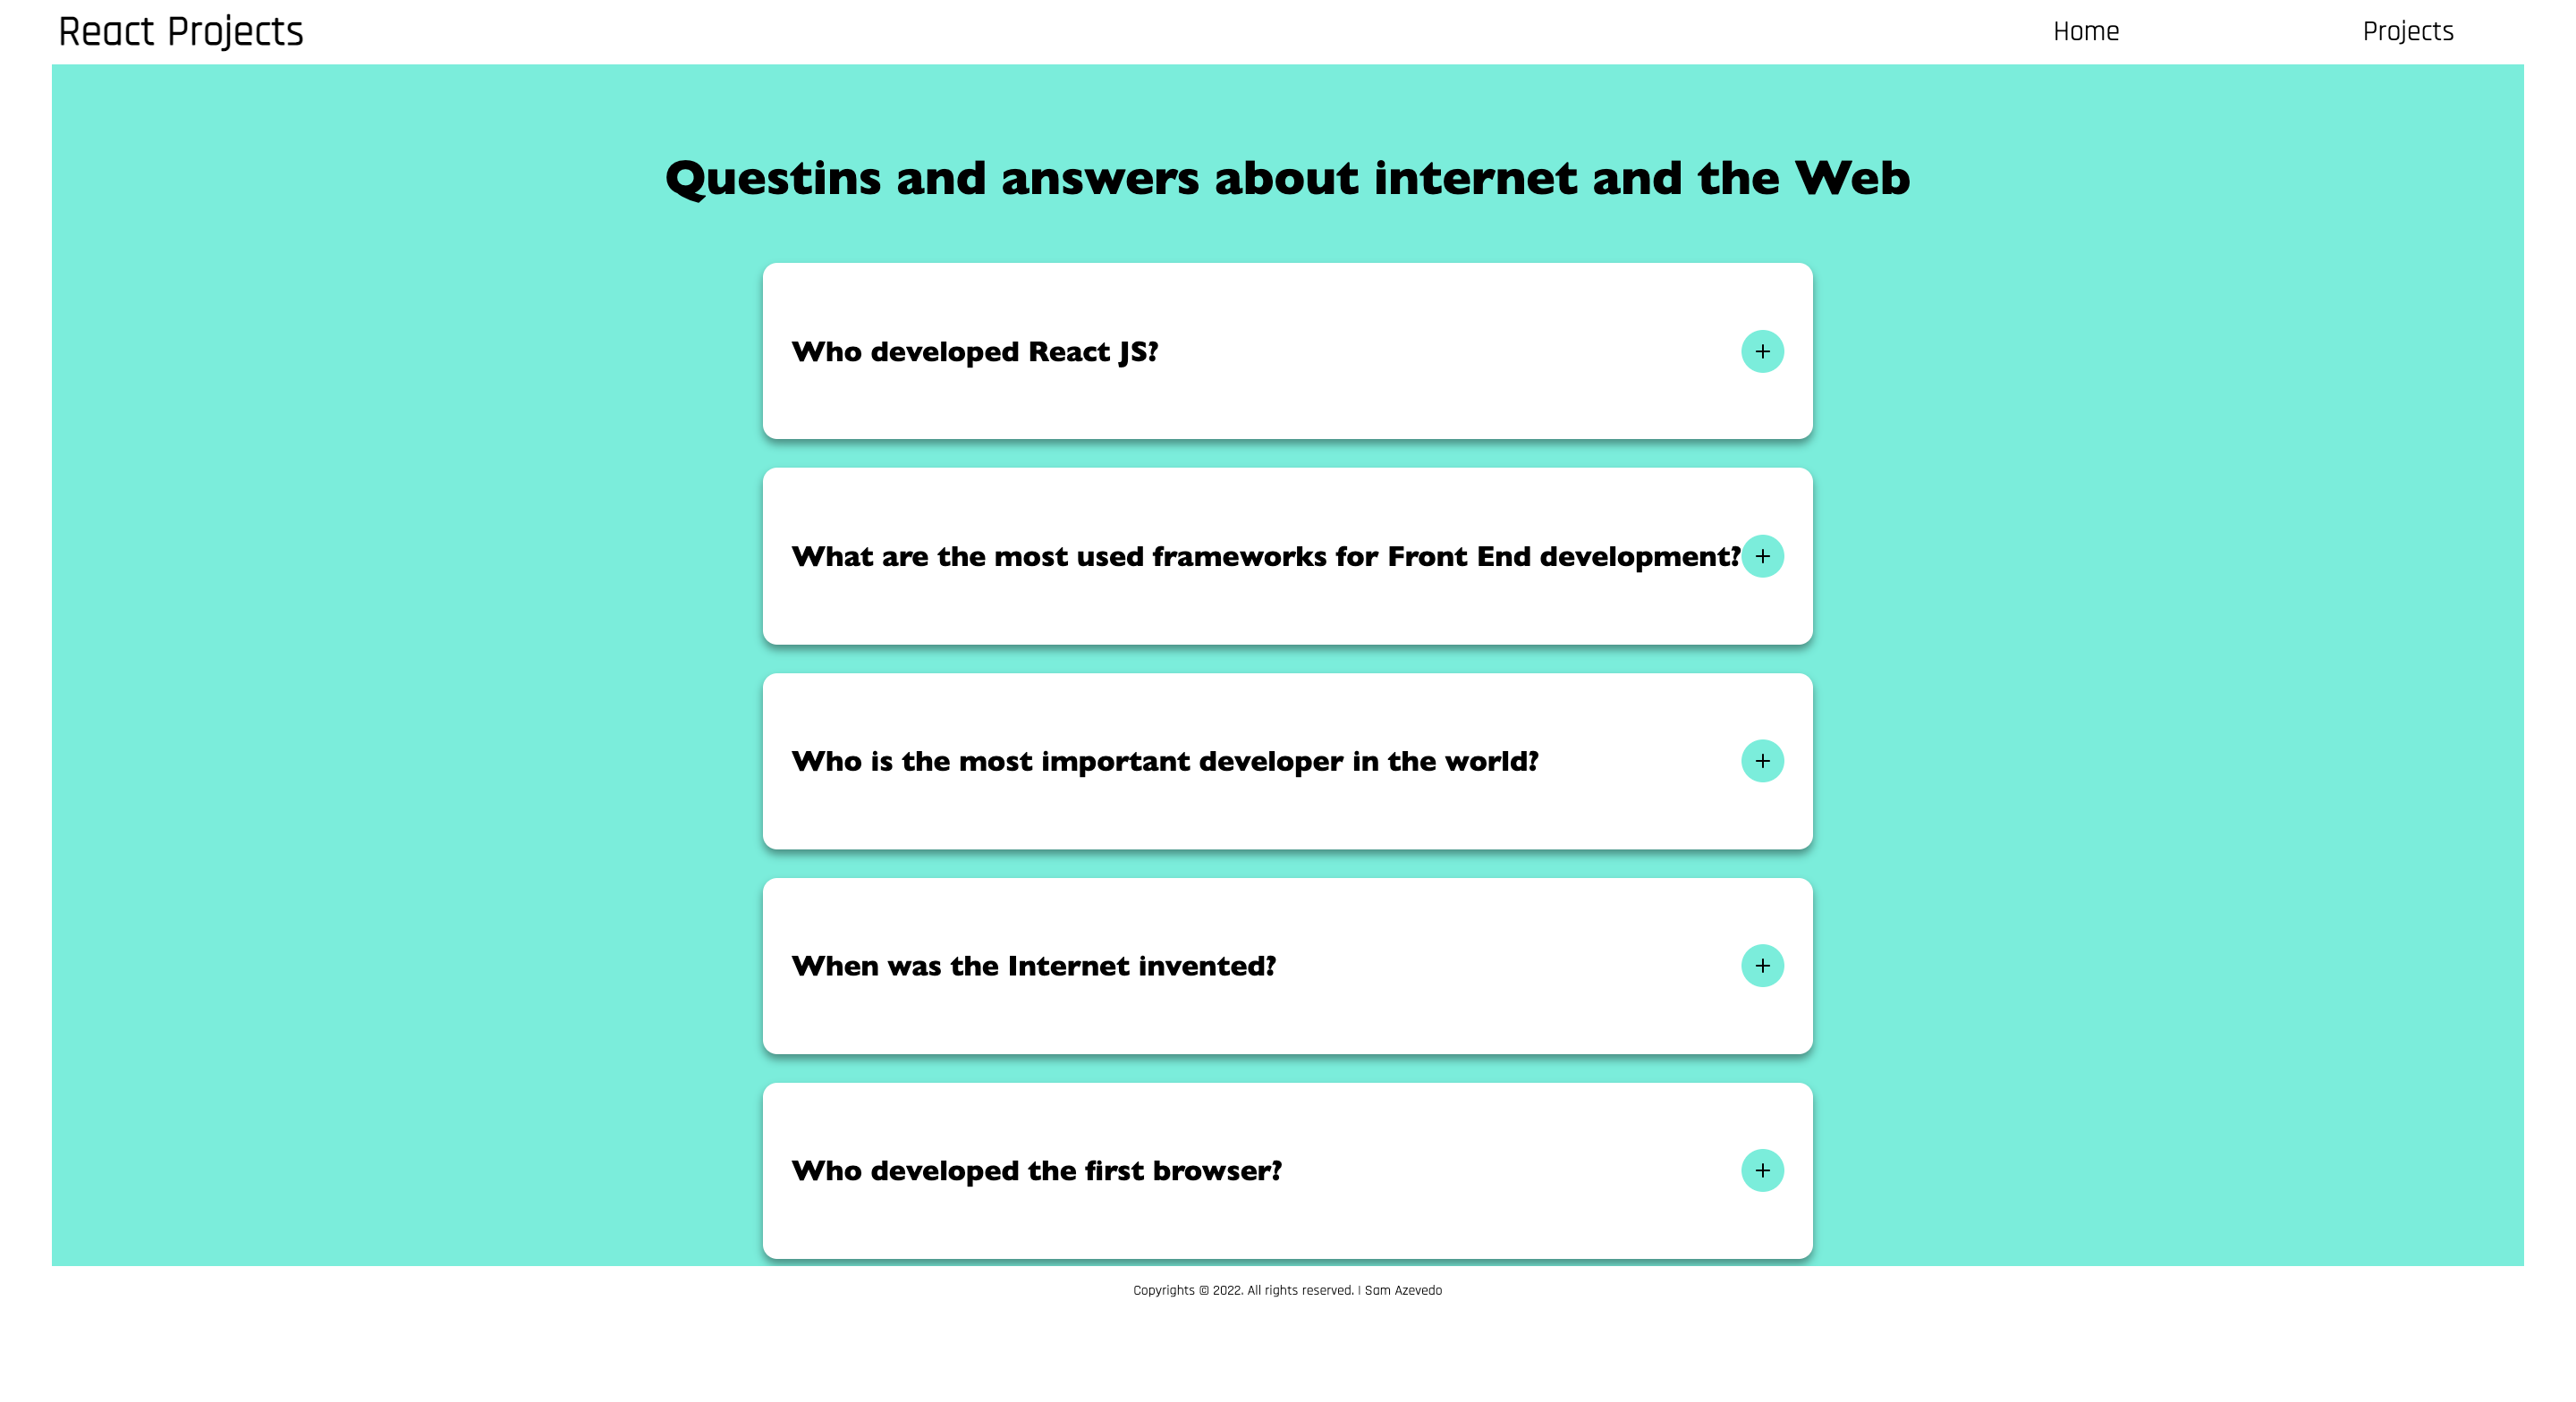 React Projects
Home
Projects
Questins and answers about internet and the Web
Who developed React JS?
+
What are the most used frameworks for Front End development?
+
Who is the most important developer in the world?
+
When was the Internet invented?
+
Who developed the first browser?
+
Copyrights © 2022. All rights reserved. | Sam Azevedo